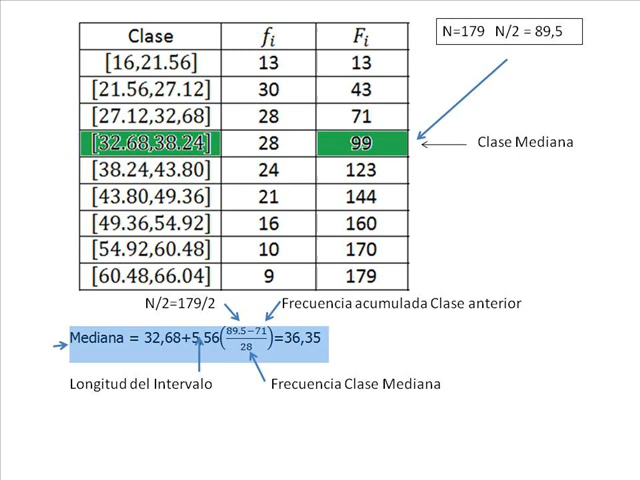 N=179 N/2 = 89,5
Clase fᵢ Fᵢ
[16,21.56] 13 13
[21.56,27.12] 30 43
[27.12,32,68] 28 71
[32.68,38.24] 28 99
Clase Mediana
[38.24,43.80] 24 123
[43.80,49.36] 21 144
[49.36,54.92] 16 160
[54.92,60.48] 10 170
[60.48,66.04] 9 179
N/2=179/2 Frecuencia acumulada Clase anterior
Mediana = 32,68+5,56(89.5−71/28)=36,35
Longitud del Intervalo Frecuencia Clase Mediana